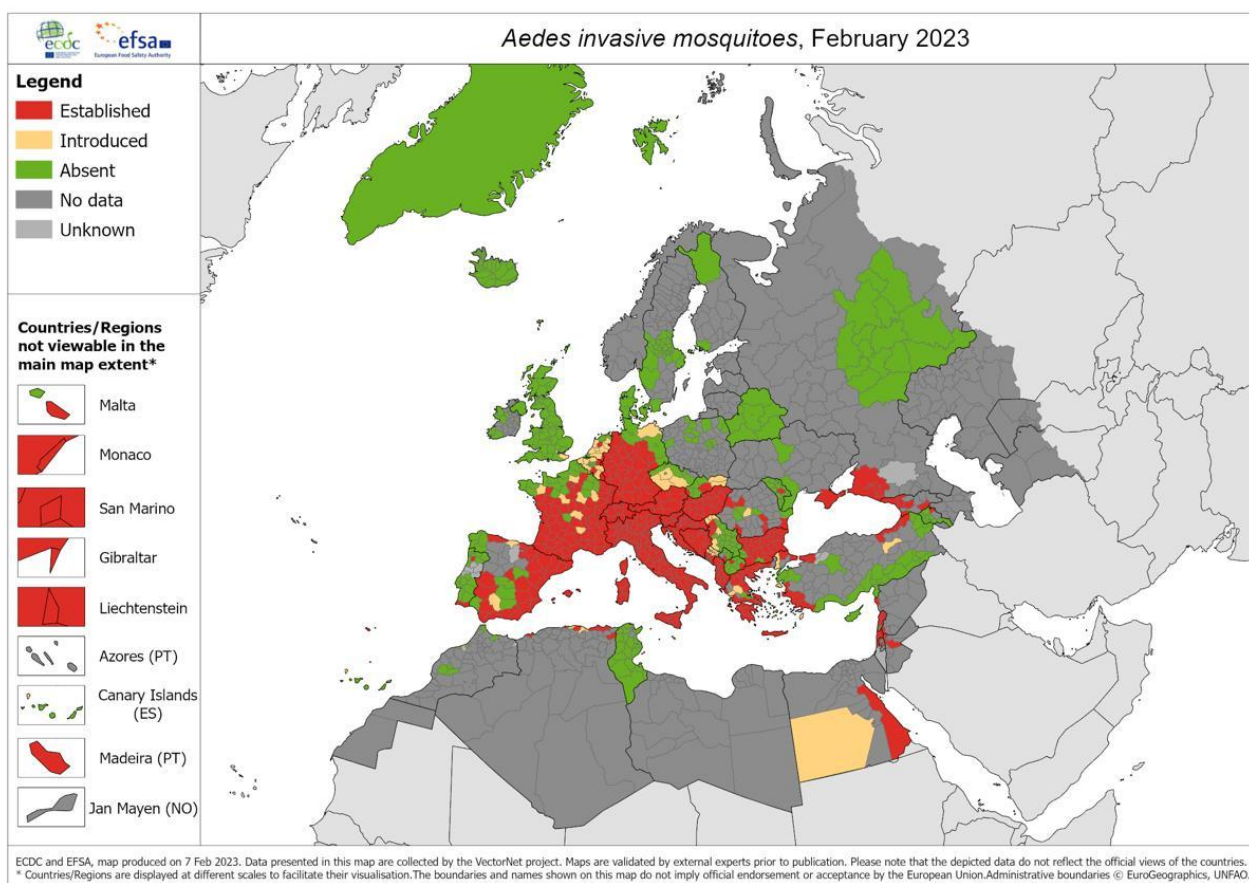 ecdc
efsa
European Food Safety Authority
Aedes invasive mosquitoes, February 2023
Legend
Established
Introduced
Absent
No data
Unknown
Countries/Regions
not viewable in the
main map extent*
Malta
Monaco
San Marino
Gibraltar
Liechtenstein
Azores (PT)
Canary Islands
(ES)
Madeira (PT)
Jan Mayen (NO)
ECDC and EFSA, map produced on 7 Feb 2023. Data presented in this map are collected by the VectorNet project. Maps are validated by external experts prior to publication. Please note that the depicted data do not reflect the official views of the countries.
* Countries/Regions are displayed at different scales to facilitate their visualisation.The boundaries and names shown on this map do not imply official endorsement or acceptance by the European Union.Administrative boundaries © EuroGeographics, UNFAO.